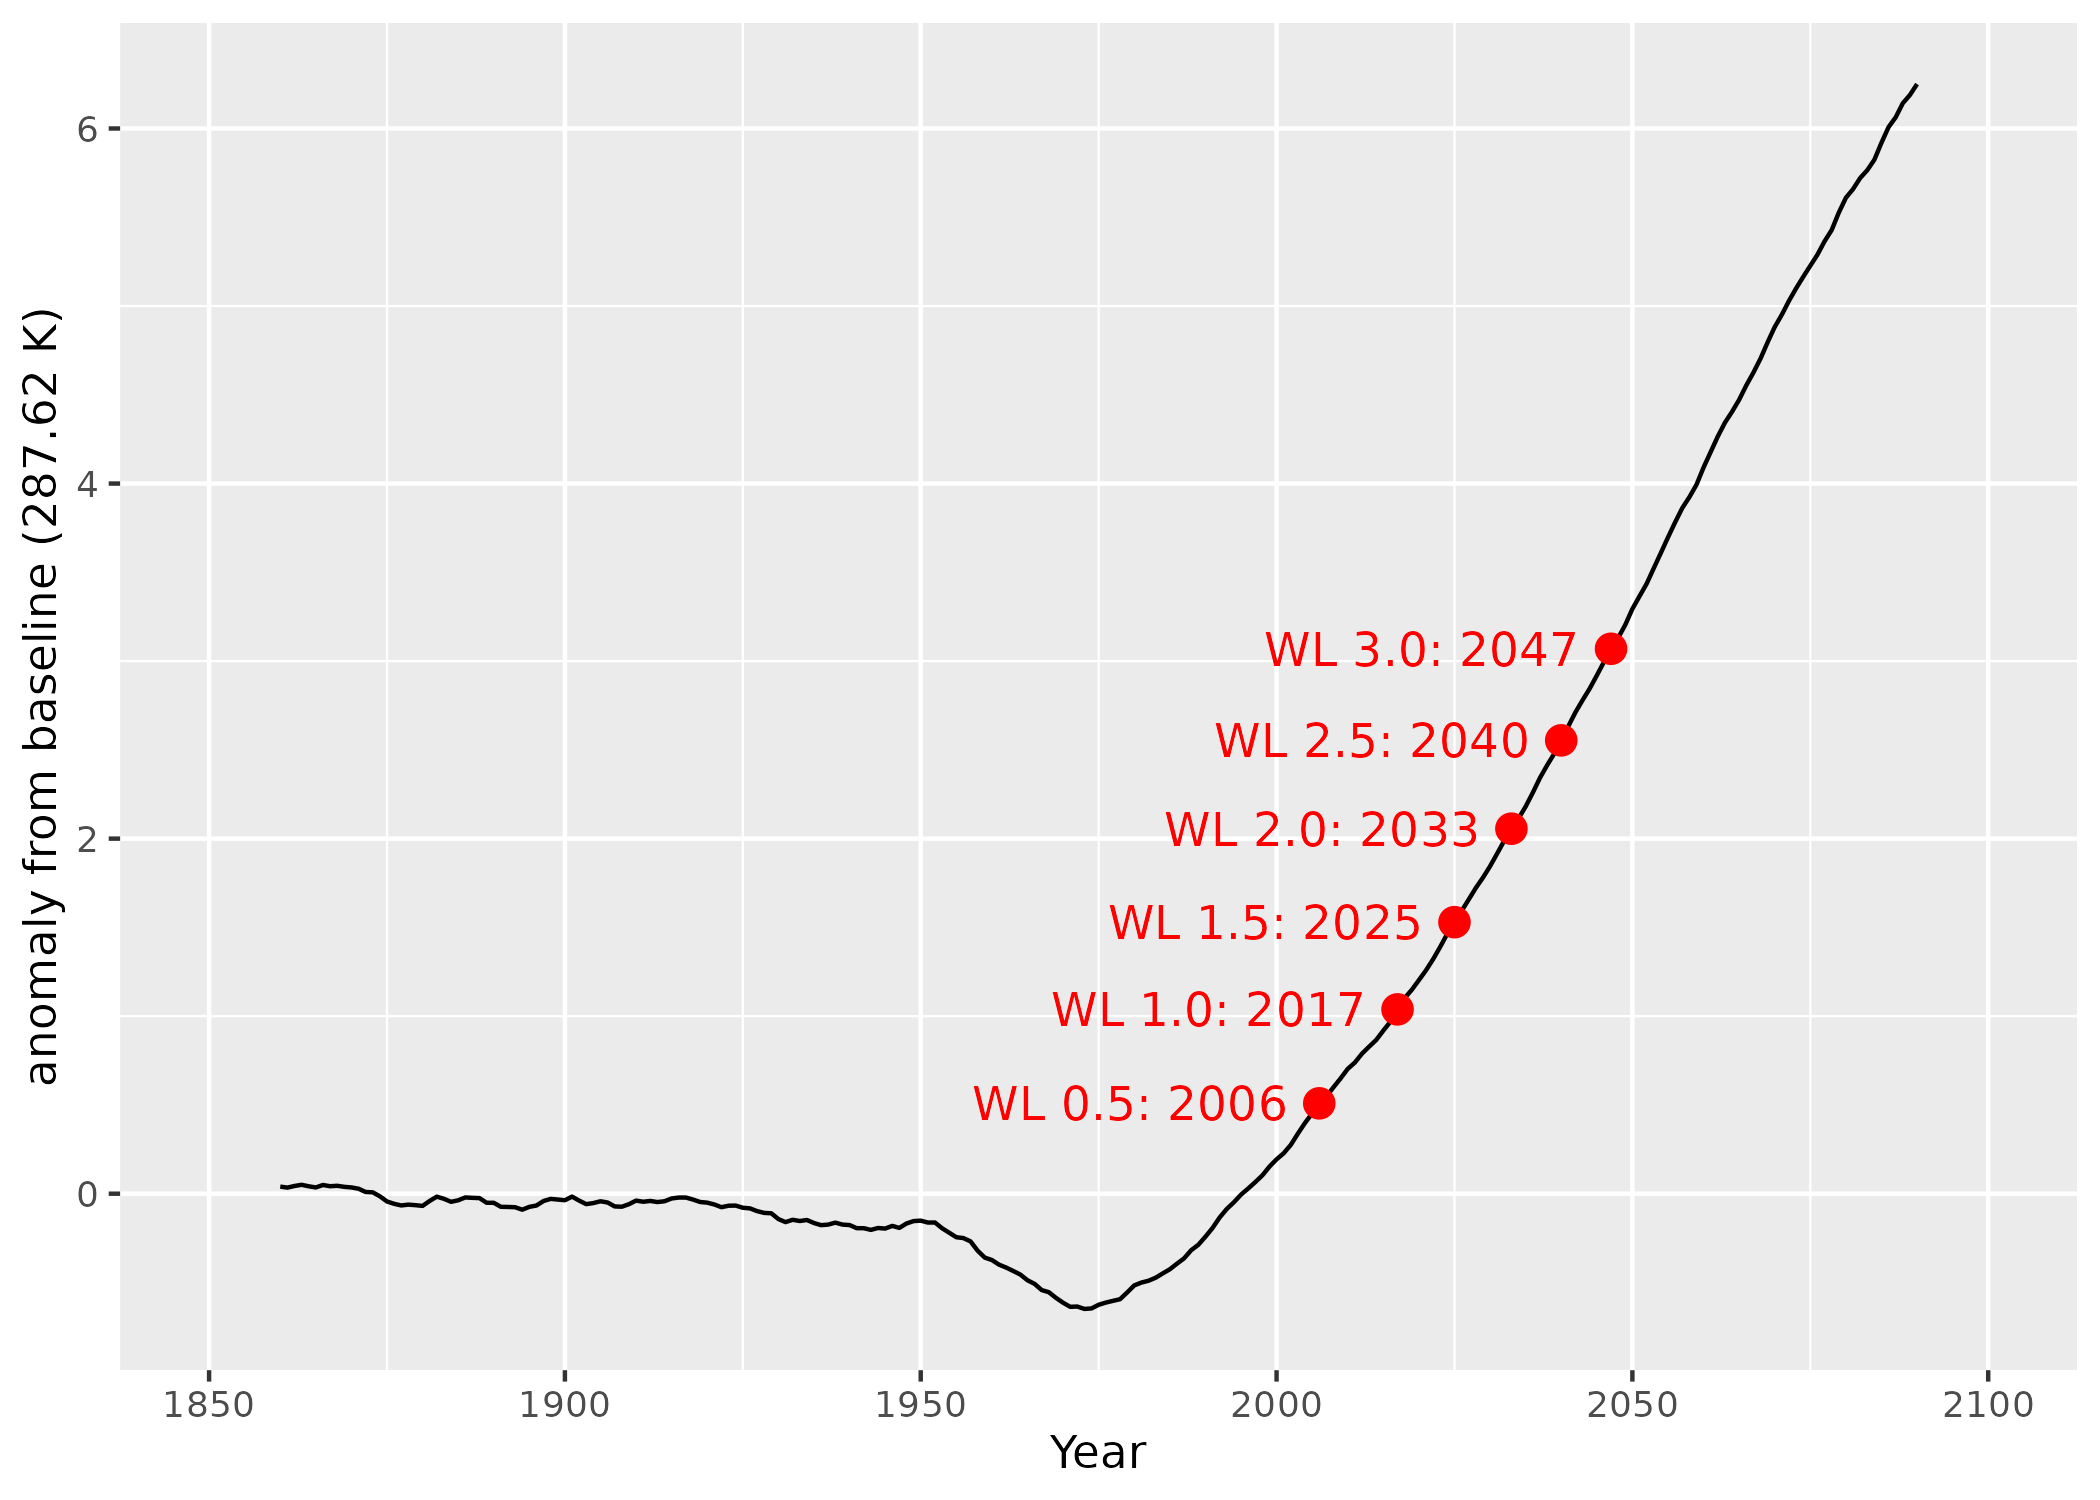 anomaly from baseline (287.62 K)
6
4
2
0
WL 3.0: 2047
WL 2.5: 2040
WL 2.0: 2033
WL 1.5: 2025
WL 1.0: 2017
WL 0.5: 2006
1850 1900 1950 2000 2050 2100
Year